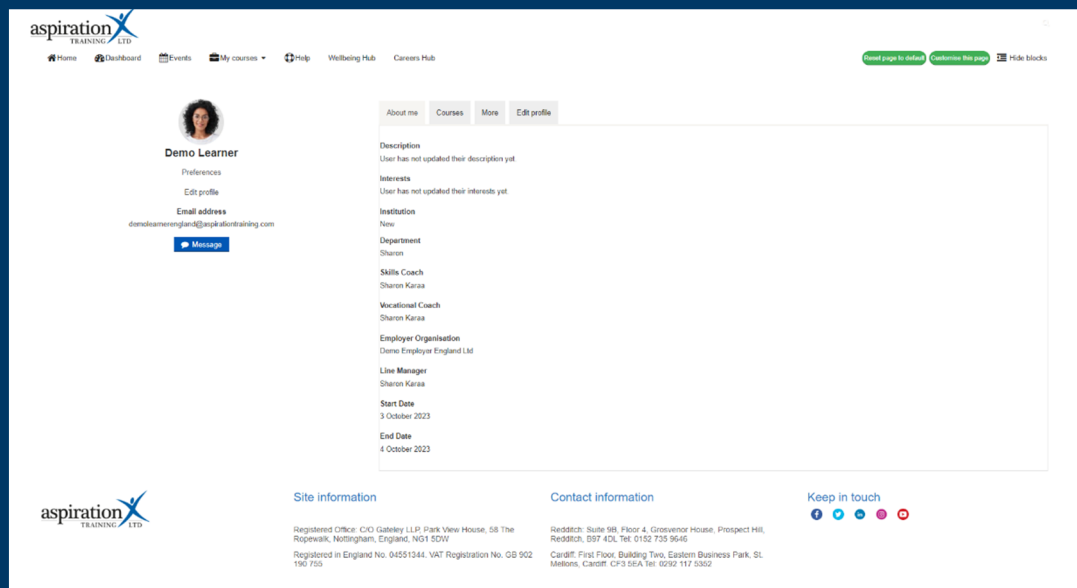 aspiration
TRAINING LTD
Home Dashboard Events My courses Help Wellbeing Hub Careers Hub
Reset page to default Customise this page Hide blocks
Demo Learner
Preferences
Edit profile
Email address
demolearnerengland@aspirationtraining.com
Message
About me Courses More Edit profile
Description
User has not updated their description yet
Interests
User has not updated their interests yet
Institution
New
Department
Sharon
Skills Coach
Sharon Karaa
Vocational Coach
Sharon Karaa
Employer Organisation
Demo Employer England Ltd
Line Manager
Sharon Karaa
Start Date
3 October 2023
End Date
4 October 2023
aspiration
TRAINING LTD
Site information
Registered Office: C/O Gateley LLP, Park View House, 58 The
Ropewalk, Nottingham, England, NG1 5DW
Registered in England No. 04551344. VAT Registration No. GB 902
190 755
Contact information
Redditch: Suite 9B, Floor 4, Grosvenor House, Prospect Hill,
Redditch, B97 4DL Tel: 0152 735 9646
Cardiff: First Floor, Building Two, Eastern Business Park, St.
Mellons, Cardiff. CF3 5EA Tel: 0292 117 5352
Keep in touch